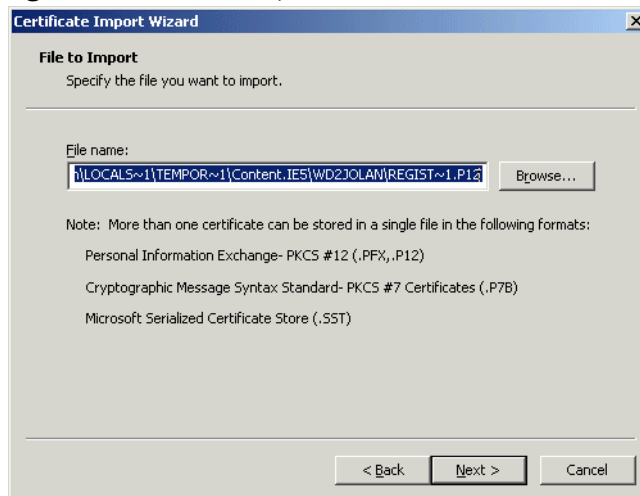 Certificate Import Wizard
File to Import
Specify the file you want to import.
File name:
\LOCALS~1\TEMPOR~1\Content.IE5\WD2JOLAN\REGIST~1.P12
Browse...
Note: More than one certificate can be stored in a single file in the following formats:
Personal Information Exchange- PKCS #12 (.PFX,.P12)
Cryptographic Message Syntax Standard- PKCS #7 Certificates (.P7B)
Microsoft Serialized Certificate Store (.SST)
< Back Next > Cancel